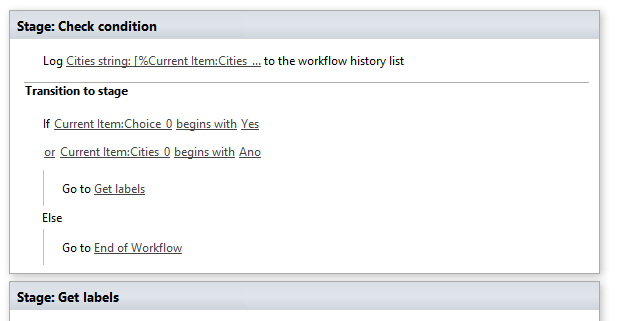 Stage: Check condition
Log Cities string: [%Current Item:Cities_... to the workflow history list
Transition to stage
If Current Item:Choice_0 begins with Yes
or Current Item:Cities_0 begins with Ano
Go to Get labels
Else
Go to End of Workflow
Stage: Get labels